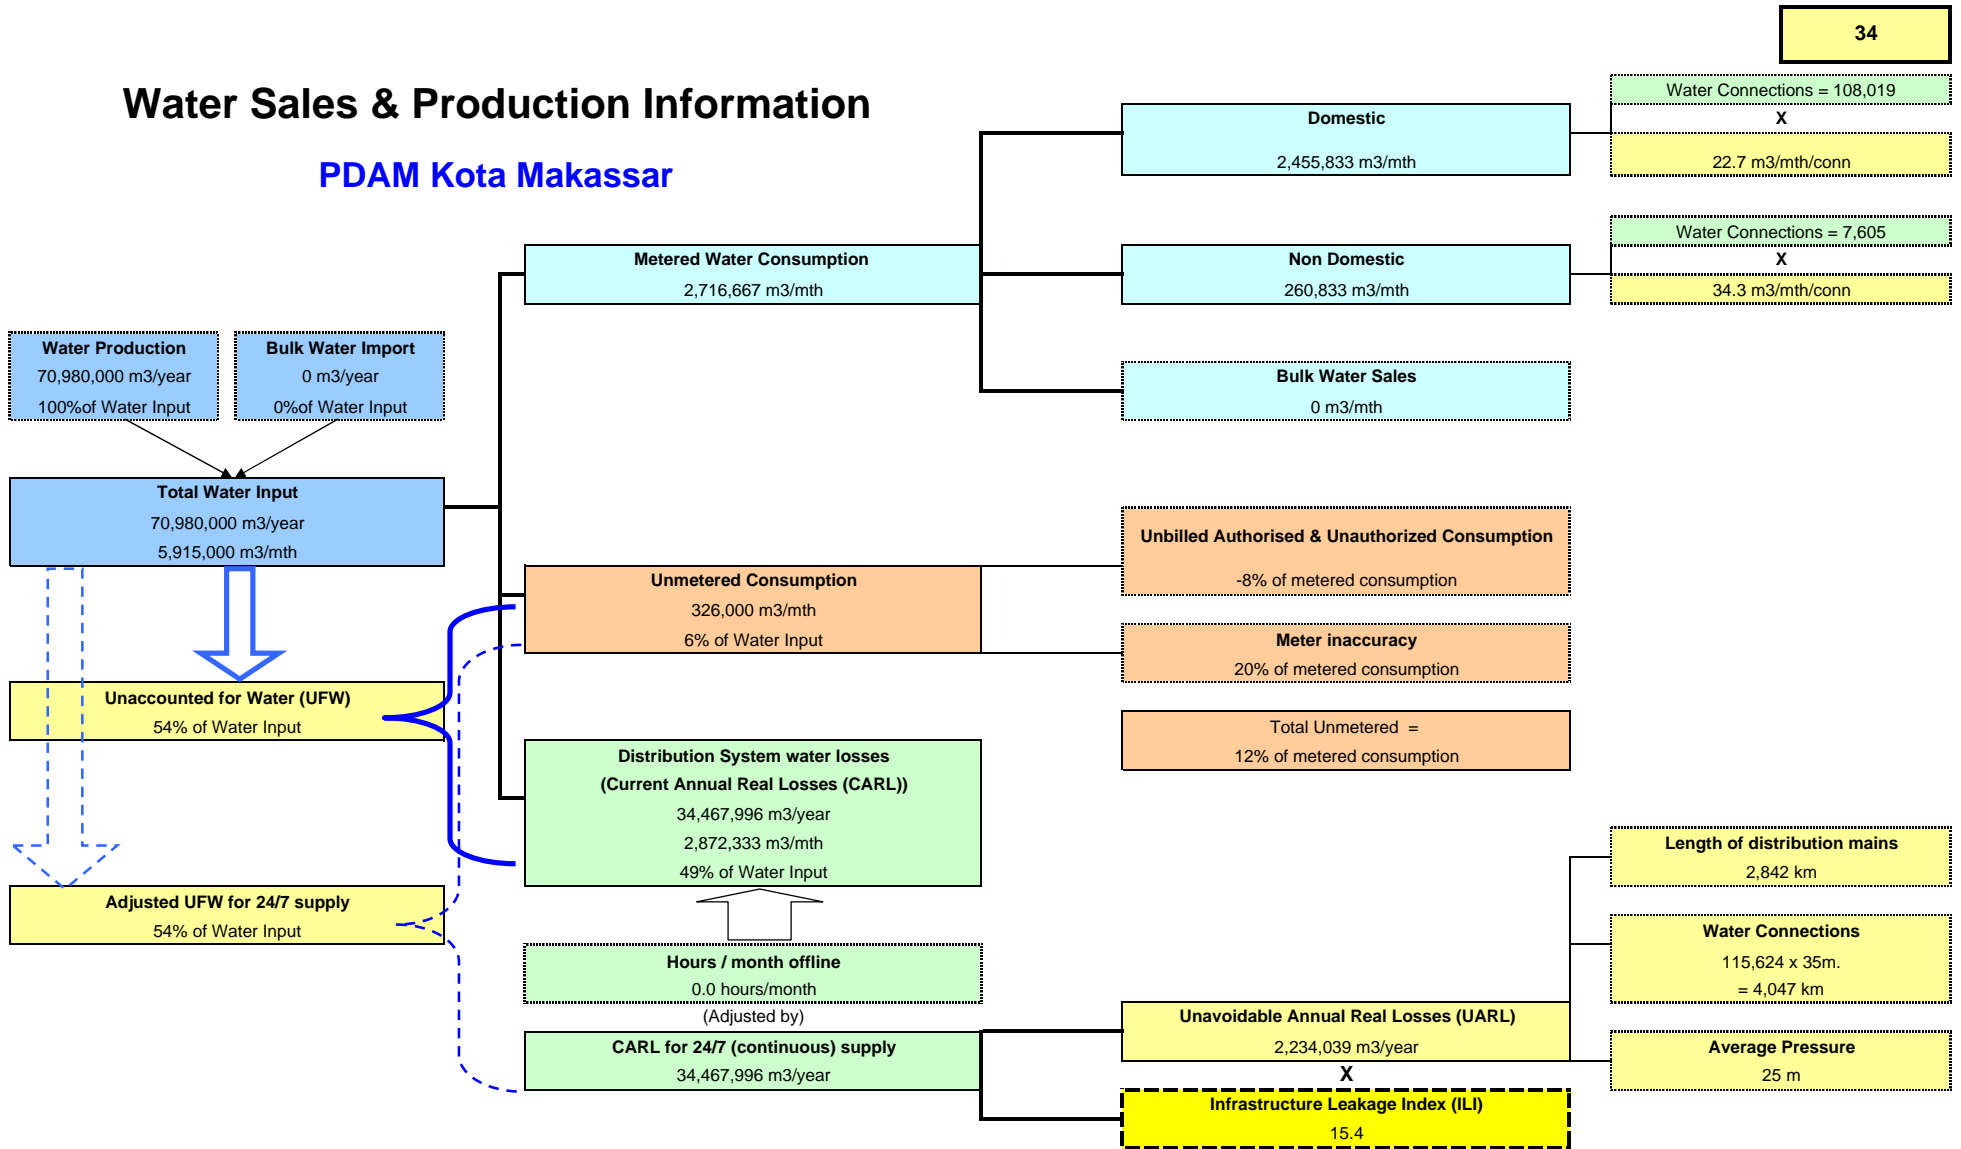 34
Water Sales & Production Information
PDAM Kota Makassar
Domestic
2,455,833 m3/mth
Water Connections = 108,019
X
22.7 m3/mth/conn
Metered Water Consumption
2,716,667 m3/mth
Non Domestic
260,833 m3/mth
Water Connections = 7,605
X
34.3 m3/mth/conn
Bulk Water Sales
0 m3/mth
Water Production
70,980,000 m3/year
100%of Water Input
Bulk Water Import
0 m3/year
0%of Water Input
Total Water Input
70,980,000 m3/year
5,915,000 m3/mth
Unmetered Consumption
326,000 m3/mth
6% of Water Input
Unbilled Authorised & Unauthorized Consumption
-8% of metered consumption
Meter inaccuracy
20% of metered consumption
Total Unmetered =
12% of metered consumption
Unaccounted for Water (UFW)
54% of Water Input
Distribution System water losses
(Current Annual Real Losses (CARL))
34,467,996 m3/year
2,872,333 m3/mth
49% of Water Input
Adjusted UFW for 24/7 supply
54% of Water Input
Hours / month offline
0.0 hours/month
(Adjusted by)
CARL for 24/7 (continuous) supply
34,467,996 m3/year
Unavoidable Annual Real Losses (UARL)
2,234,039 m3/year
X
Infrastructure Leakage Index (ILI)
15.4
Length of distribution mains
2,842 km
Water Connections
115,624 x 35m.
= 4,047 km
Average Pressure
25 m